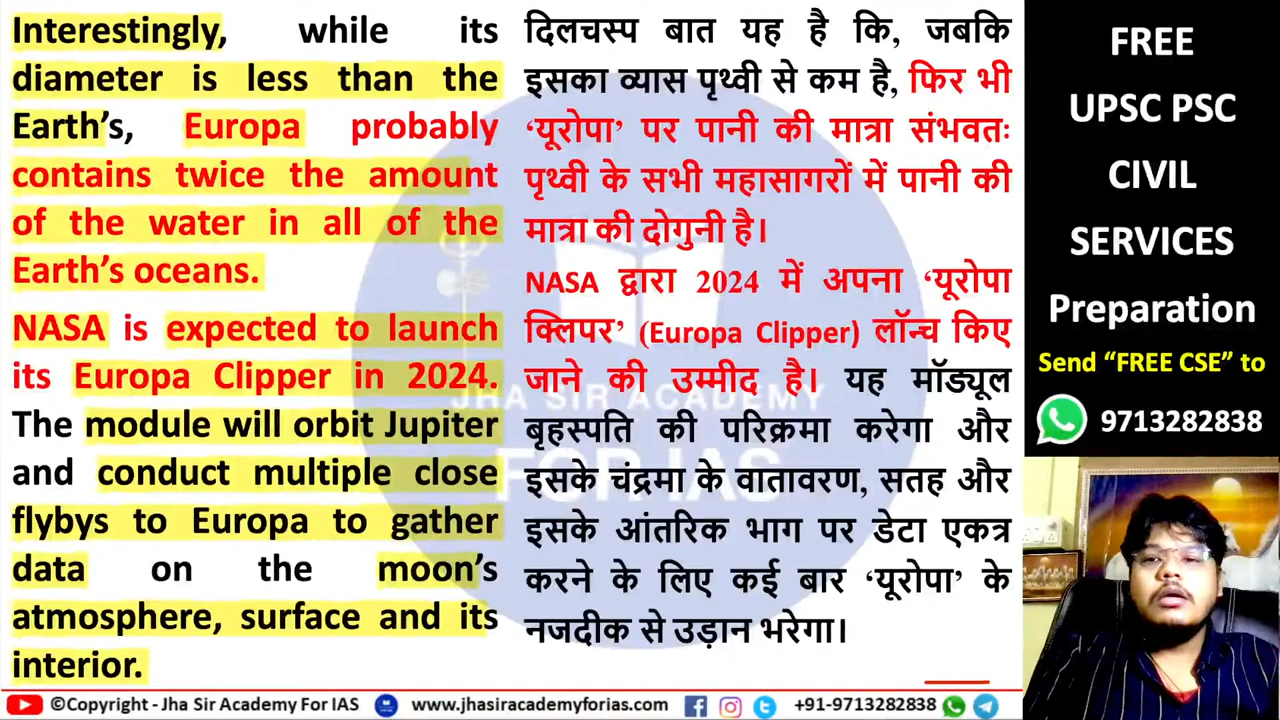 Interestingly, while its
diameter is less than the
Earth's, Europa probably
contains twice the amount
of the water in all of the
Earth's oceans.
NASA is expected to launch
its Europa Clipper in 2024.
The module will orbit Jupiter
and conduct multiple close
flybys to Europa to gather
data on the moon's
atmosphere, surface and its
interior.
दिलचस्प बात यह है कि, जबकि
इसका व्यास पृथ्वी से कम है, फिर भी
‘यूरोपा’ पर पानी की मात्रा संभवतः
पृथ्वी के सभी महासागरों में पानी की
मात्रा की दोगुनी है।
NASA द्वारा 2024 में अपना ‘यूरोपा
क्लिपर’ (Europa Clipper) लॉन्च किए
जाने की उम्मीद है। यह मॉड्यूल
बृहस्पति की परिक्रमा करेगा और
इसके चंद्रमा के वातावरण, सतह और
इसके आंतरिक भाग पर डेटा एकत्र
करने के लिए कई बार ‘यूरोपा’ के
नजदीक से उड़ान भरेगा।
JHA SIR ACADEMY
FOR IAS
FREE
UPSC PSC
CIVIL
SERVICES
Preparation
Send “FREE CSE” to
9713282838
©Copyright - Jha Sir Academy For IAS www.jhasiracademyforias.com +91-9713282838